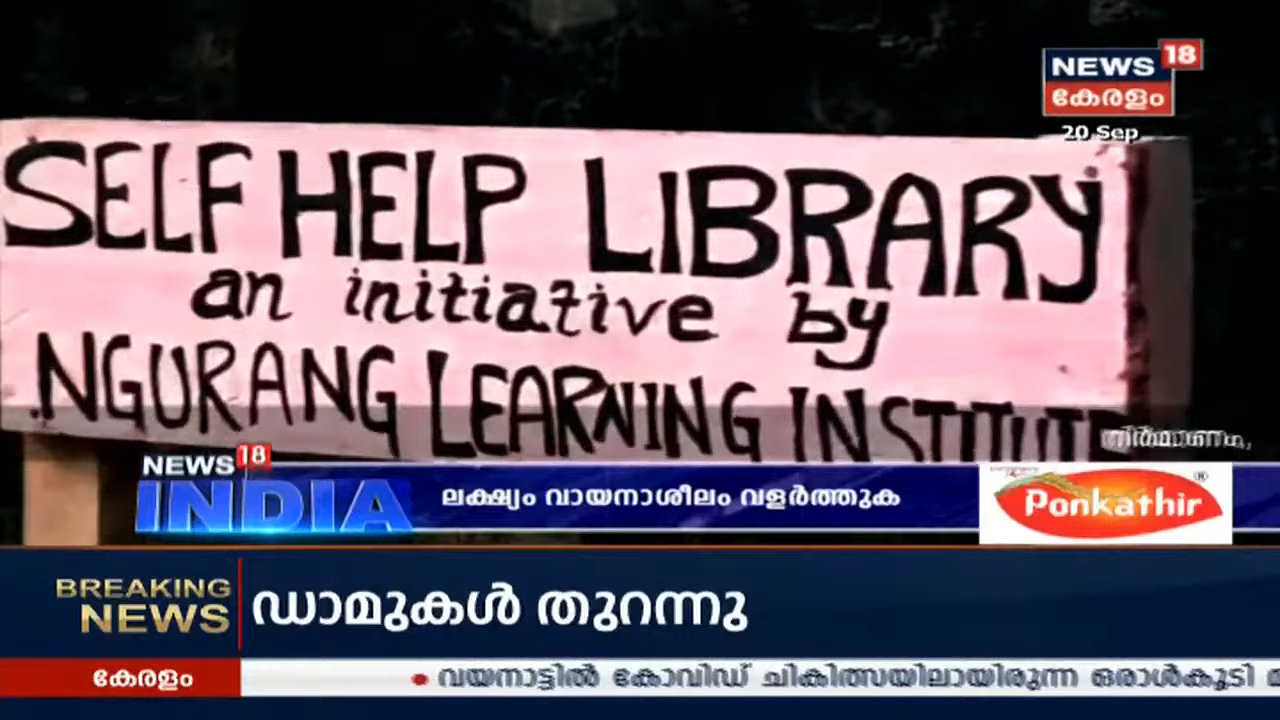 NEWS 18
കേരളം
20 Sep
SELF HELP LIBRARY
an initiative by
NGURANG LEARNING INSTITUTE
നിർമ്മാണം,
NEWS 18
INDIA
ലക്ഷ്യം വായനാശീലം വളർത്തുക
Ponkathir ®
BREAKING
NEWS
ഡാമുകൾ തുറന്നു
കേരളം
• വയനാട്ടിൽ കോവിഡ് ചികിത്സയിലായിരുന്ന ഒരാൾകൂടി